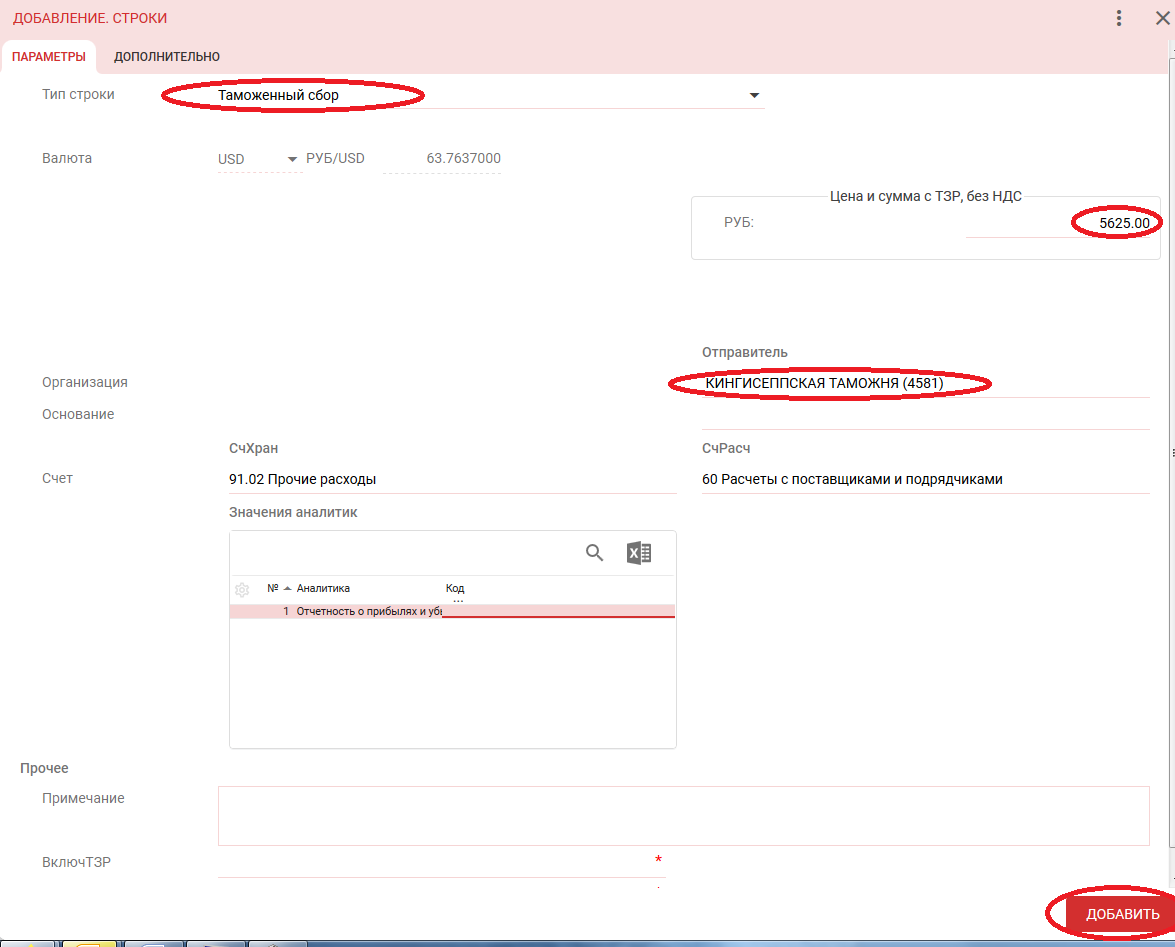 ДОБАВЛЕНИЕ. СТРОКИ
ПАРАМЕТРЫ ДОПОЛНИТЕЛЬНО
Тип строки Таможенный сбор
Валюта USD РУБ/USD 63.7637000
Цена и сумма с ТЗР, без НДС
РУБ: 5625.00
Отправитель
Организация КИНГИСЕППСКАЯ ТАМОЖНЯ (4581)
Основание
СчХран СчРасч
Счет 91.02 Прочие расходы 60 Расчеты с поставщиками и подрядчиками
Значения аналитик
№ Аналитика Код
...
1 Отчетность о прибылях и убы
Прочее
Примечание
ВключТЗР *
ДОБАВИТЬ